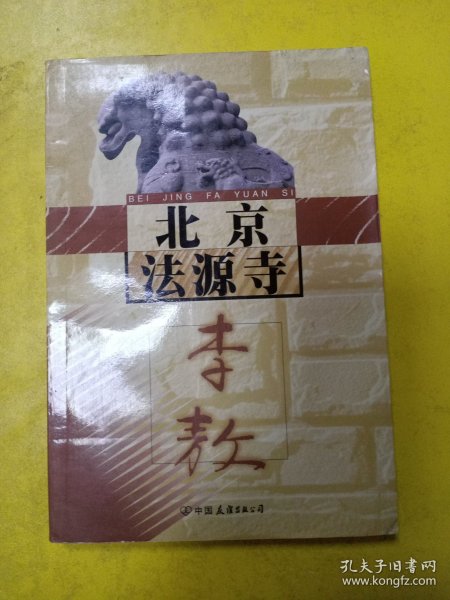 BEI JING FA YUAN SI
北京
法源寺
李
敖
中国友谊出版公司
孔夫子旧书网
www.kongfz.com